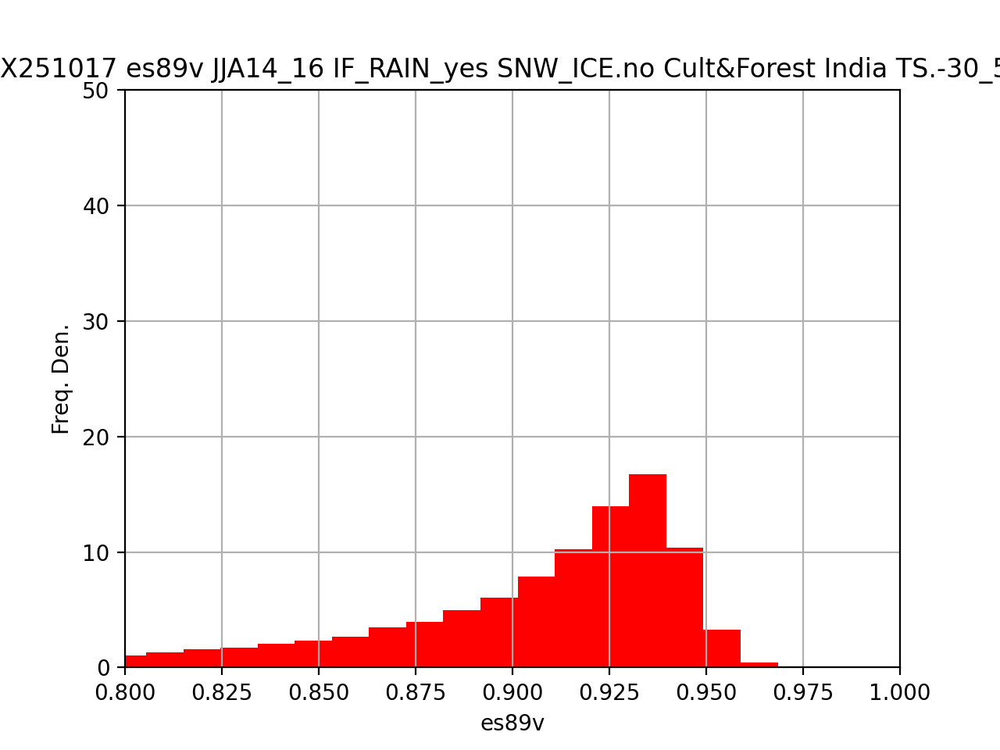 X251017 es89v JJA14_16 IF_RAIN_yes SNW_ICE.no Cult&Forest India TS.-30_5
50
40
30
20
10
0
Freq. Den.
0.800 0.825 0.850 0.875 0.900 0.925 0.950 0.975 1.000
es89v